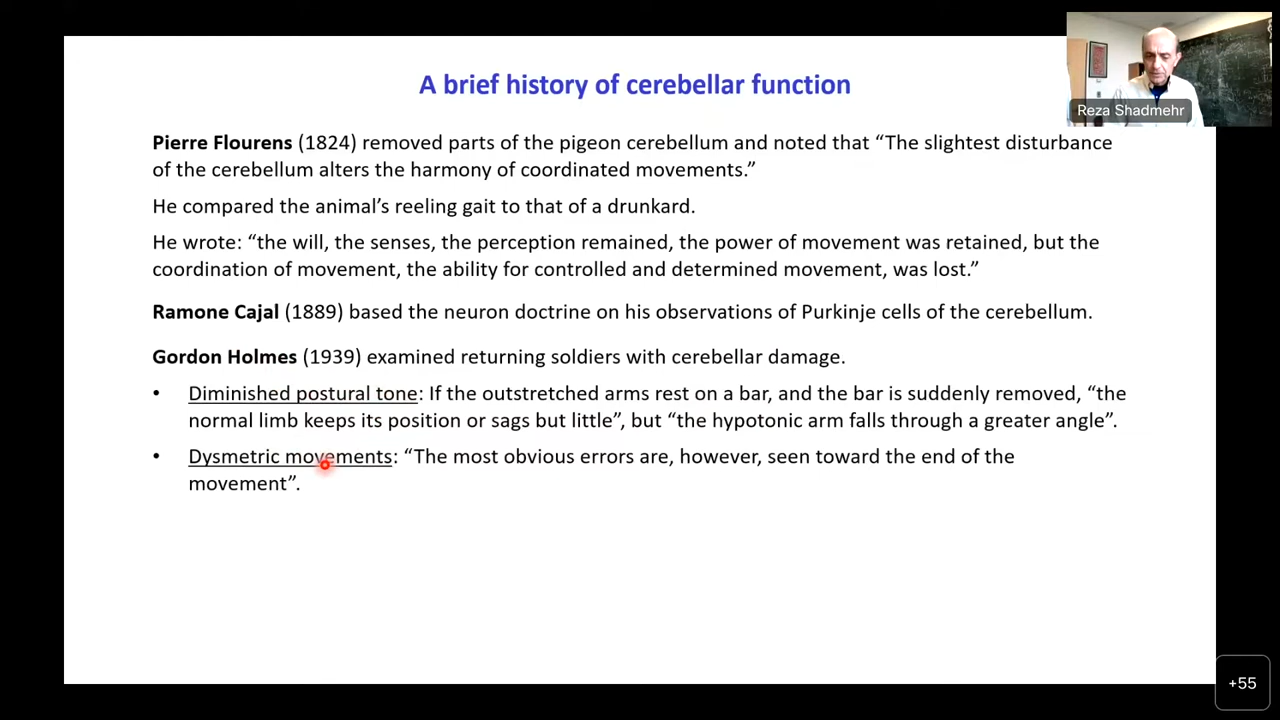 A brief history of cerebellar function
Reza Shadmehr
Pierre Flourens (1824) removed parts of the pigeon cerebellum and noted that “The slightest disturbance
of the cerebellum alters the harmony of coordinated movements.”
He compared the animal’s reeling gait to that of a drunkard.
He wrote: “the will, the senses, the perception remained, the power of movement was retained, but the
coordination of movement, the ability for controlled and determined movement, was lost.”
Ramone Cajal (1889) based the neuron doctrine on his observations of Purkinje cells of the cerebellum.
Gordon Holmes (1939) examined returning soldiers with cerebellar damage.
• Diminished postural tone: If the outstretched arms rest on a bar, and the bar is suddenly removed, “the
normal limb keeps its position or sags but little”, but “the hypotonic arm falls through a greater angle”.
• Dysmetric movements: “The most obvious errors are, however, seen toward the end of the
movement”.
+55